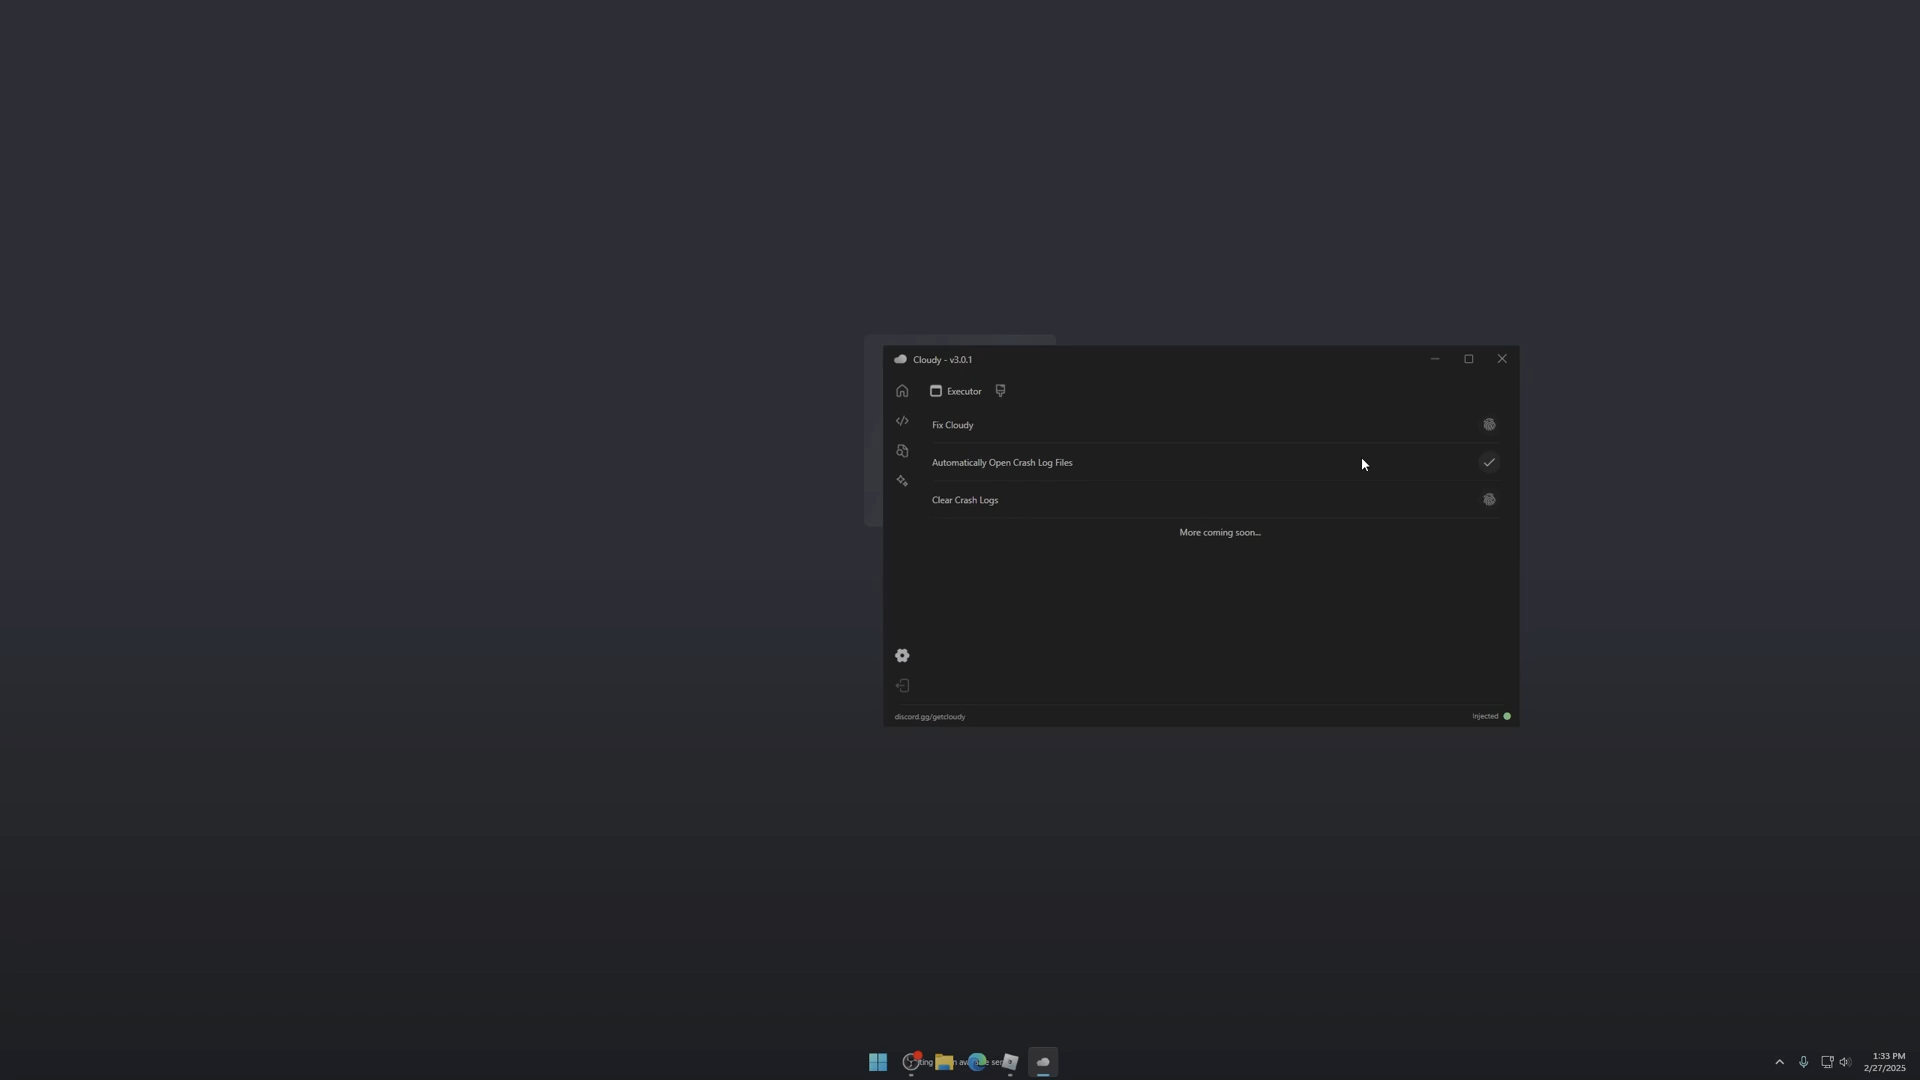 Cloudy - v3.0.1
Executor
Fix Cloudy
Automatically Open Crash Log Files
Clear Crash Logs
More coming soon...
discord.gg/getcloudy
Injected
1:33 PM
2/27/2025